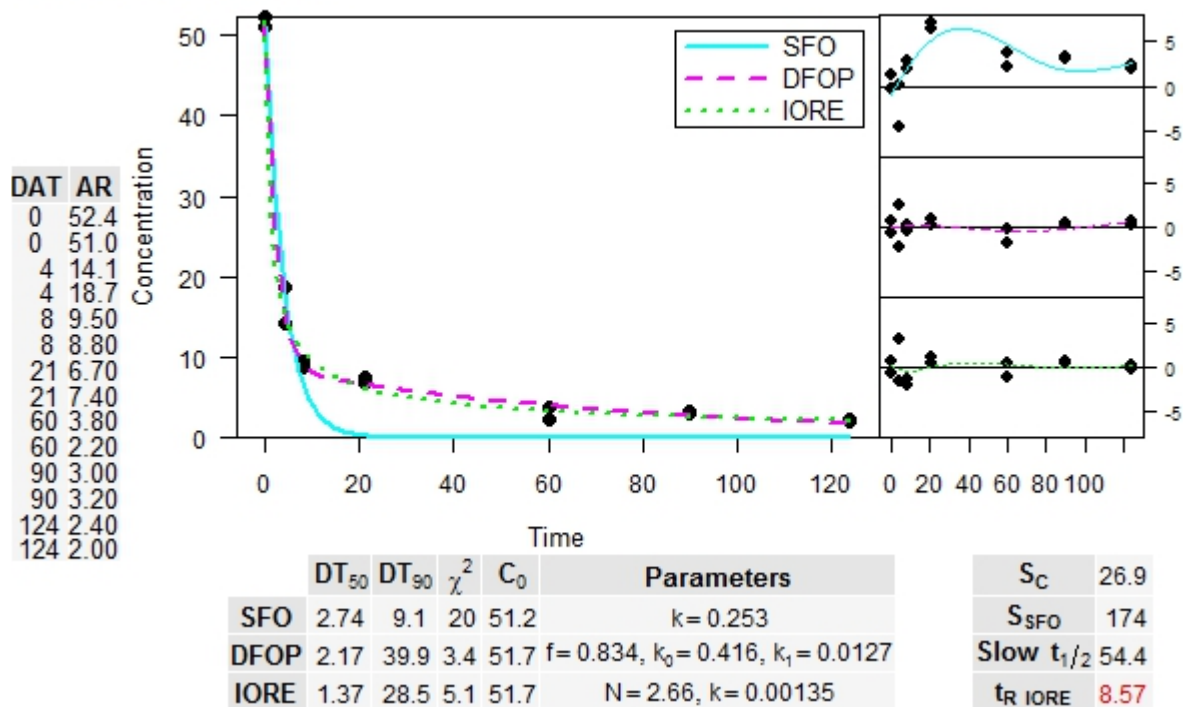 50
40
30
20
10
0
Concentration
SFO
DFOP
IORE
5
0
-5
5
0
-5
5
0
-5
DAT AR
0 52.4
0 51.0
4 14.1
4 18.7
8 9.50
8 8.80
21 6.70
21 7.40
60 3.80
60 2.20
90 3.00
90 3.20
124 2.40
124 2.00
0 20 40 60 80 100 120
0 20 40 60 80 100
Time
DT50 DT90 χ2 C0 Parameters
SFO 2.74 9.1 20 51.2 k = 0.253
DFOP 2.17 39.9 3.4 51.7 f = 0.834, k0 = 0.416, k1 = 0.0127
IORE 1.37 28.5 5.1 51.7 N = 2.66, k = 0.00135
SC 26.9
SSFO 174
Slow t1/2 54.4
tR IORE 8.57